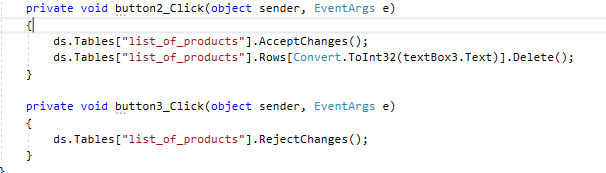 private void button2_Click(object sender, EventArgs e)
{
ds.Tables["list_of_products"].AcceptChanges();
ds.Tables["list_of_products"].Rows[Convert.ToInt32(textBox3.Text)].Delete();
}
private void button3_Click(object sender, EventArgs e)
{
ds.Tables["list_of_products"].RejectChanges();
}
}